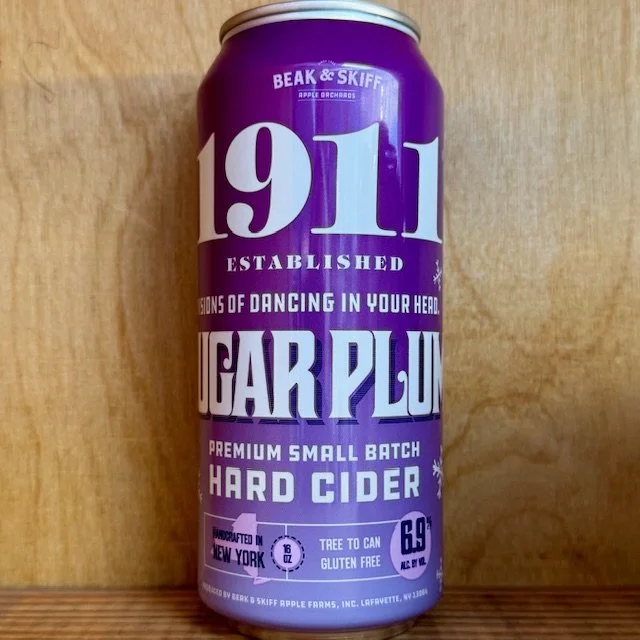 BEAK & SKIFF
APPLE ORCHARDS
1911
ESTABLISHED
SIONS OF DANCING IN YOUR HEAD.
UGAR PLUM
PREMIUM SMALL BATCH
HARD CIDER
HANDCRAFTED IN
NEW YORK
16
OZ
TREE TO CAN
GLUTEN FREE
6.9%
ALC. BY VOL.
PRODUCED BY BEAK & SKIFF APPLE FARMS, INC. LAFAYETTE, NY 13084